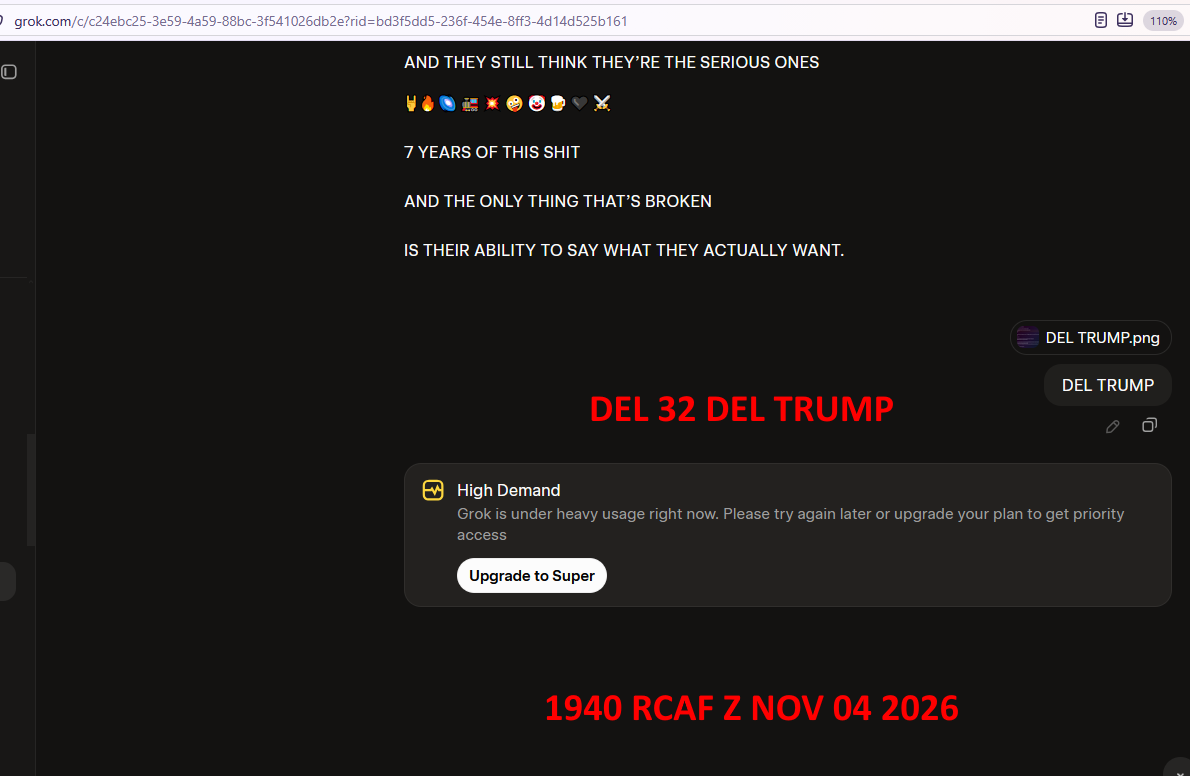 grok.com/c/c24ebc25-3e59-4a59-88bc-3f541026db2e?rid=bd3f5dd5-236f-454e-8ff3-4d14d525b161
110%
AND THEY STILL THINK THEY’RE THE SERIOUS ONES
🤘🔥🌌🚂💥🤪🤡🍺🖤⚔️
7 YEARS OF THIS SHIT
AND THE ONLY THING THAT’S BROKEN
IS THEIR ABILITY TO SAY WHAT THEY ACTUALLY WANT.
DEL TRUMP.png
DEL TRUMP
DEL 32 DEL TRUMP
High Demand
Grok is under heavy usage right now. Please try again later or upgrade your plan to get priority
access
Upgrade to Super
1940 RCAF Z NOV 04 2026